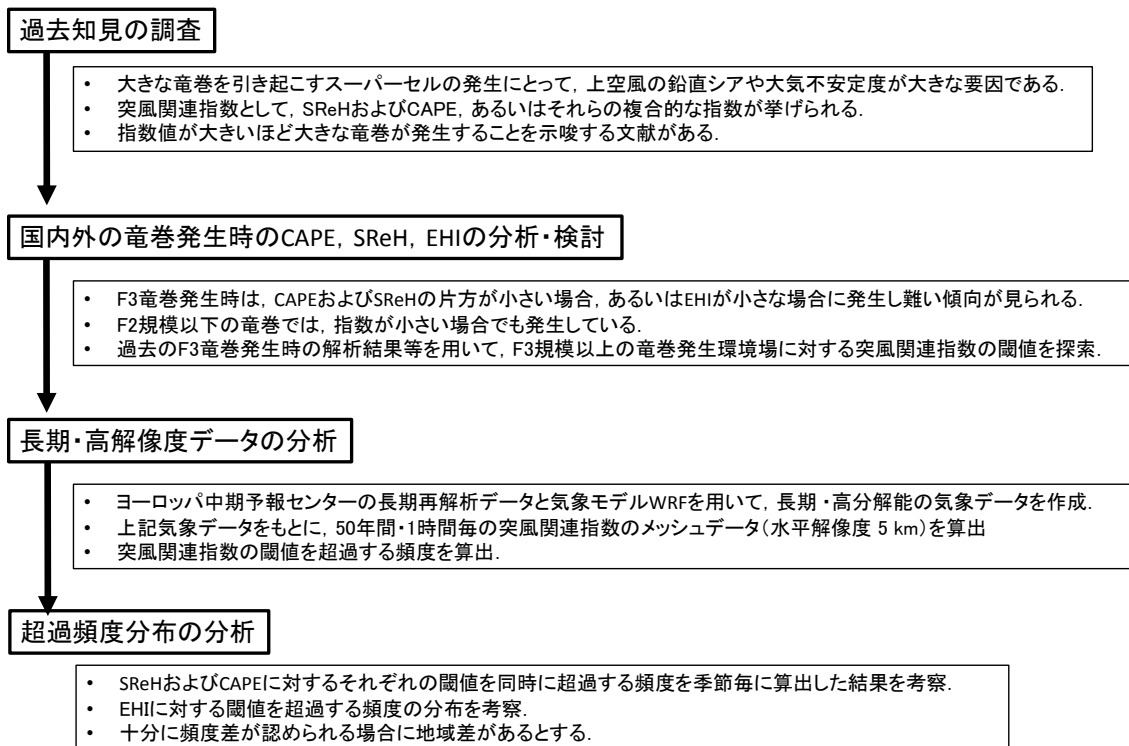 過去知見の調査
• 大きな竜巻を引き起こすスーパーセルの発生にとって，上空風の鉛直シアや大気不安定度が大きな要因である．
• 突風関連指数として，SReHおよびCAPE，あるいはそれらの複合的な指数が挙げられる．
• 指数値が大きいほど大きな竜巻が発生することを示唆する文献がある．
国内外の竜巻発生時のCAPE，SReH，EHIの分析・検討
• F3竜巻発生時は，CAPEおよびSReHの片方が小さい場合，あるいはEHIが小さな場合に発生し難い傾向が見られる．
• F2規模以下の竜巻では，指数が小さい場合でも発生している．
• 過去のF3竜巻発生時の解析結果等を用いて，F3規模以上の竜巻発生環境場に対する突風関連指数の閾値を探索．
長期・高解像度データの分析
• ヨーロッパ中期予報センターの長期再解析データと気象モデルWRFを用いて，長期・高分解能の気象データを作成．
• 上記気象データをもとに，50年間・1時間毎の突風関連指数のメッシュデータ（水平解像度 5 km）を算出
• 突風関連指数の閾値を超過する頻度を算出．
超過頻度分布の分析
• SReHおよびCAPEに対するそれぞれの閾値を同時に超過する頻度を季節毎に算出した結果を考察．
• EHIに対する閾値を超過する頻度の分布を考察．
• 十分に頻度差が認められる場合に地域差があるとする．